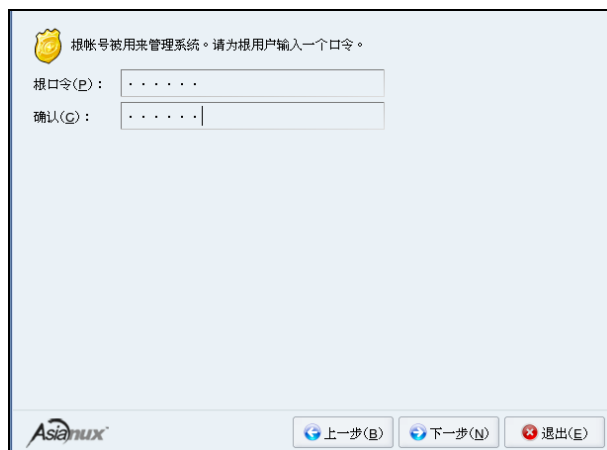 根帐号被用来管理系统。请为根用户输入一个口令。
根口令(P)：
······
确认(C)：
······
Asianux
上一步(B)
下一步(N)
退出(E)